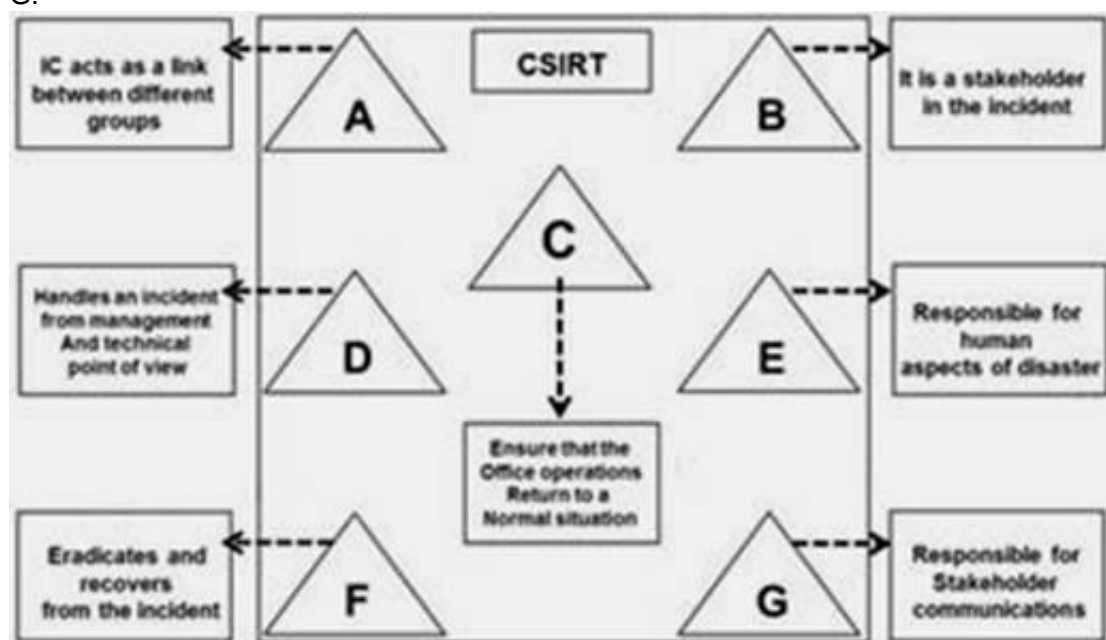 IC acts as a link
between different
groups
A
CSIRT
B
It is a stakeholder
in the incident
C
Handles an incident
from management
And technical
point of view
D
E
Responsible for
human
aspects of disaster
Ensure that the
Office operations
Return to a
Normal situation
Eradicates and
recovers
from the incident
F
G
Responsible for
Stakeholder
communications